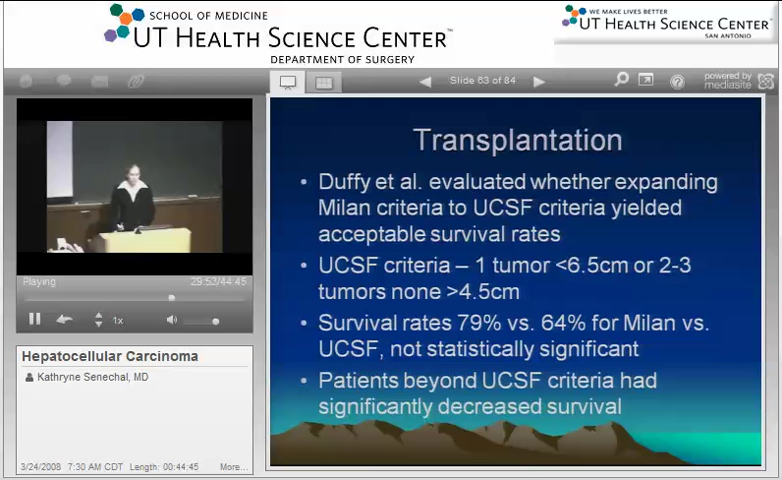 SCHOOL OF MEDICINE
UT HEALTH SCIENCE CENTER™
DEPARTMENT OF SURGERY
WE MAKE LIVES BETTER
UT HEALTH SCIENCE CENTER™
SAN ANTONIO
Slide 63 of 84
powered by
mediasite
Transplantation
• Duffy et al. evaluated whether expanding
Milan criteria to UCSF criteria yielded
acceptable survival rates
• UCSF criteria – 1 tumor <6.5cm or 2-3
tumors none >4.5cm
• Survival rates 79% vs. 64% for Milan vs.
UCSF, not statistically significant
• Patients beyond UCSF criteria had
significantly decreased survival
Playing
29:53/44:45
1x
Hepatocellular Carcinoma
Kathryne Senechal, MD
3/24/2008 7:30 AM CDT Length: 00:44:45 More...